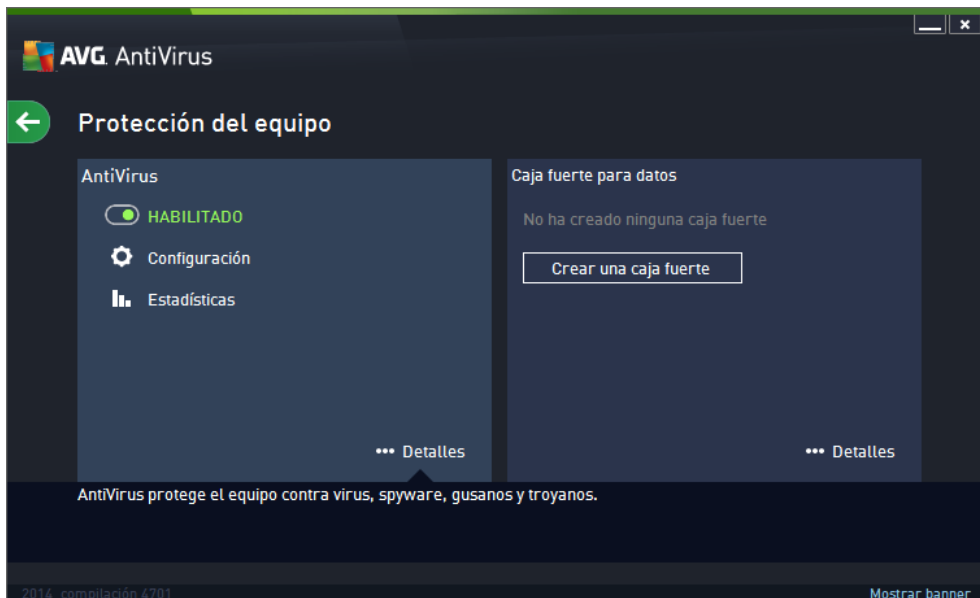 AVG. AntiVirus
Protección del equipo
AntiVirus
HABILITADO
Configuración
Estadísticas
••• Detalles
Caja fuerte para datos
No ha creado ninguna caja fuerte
Crear una caja fuerte
••• Detalles
AntiVirus protege el equipo contra virus, spyware, gusanos y troyanos.
2014 compilación 4701
Mostrar banner